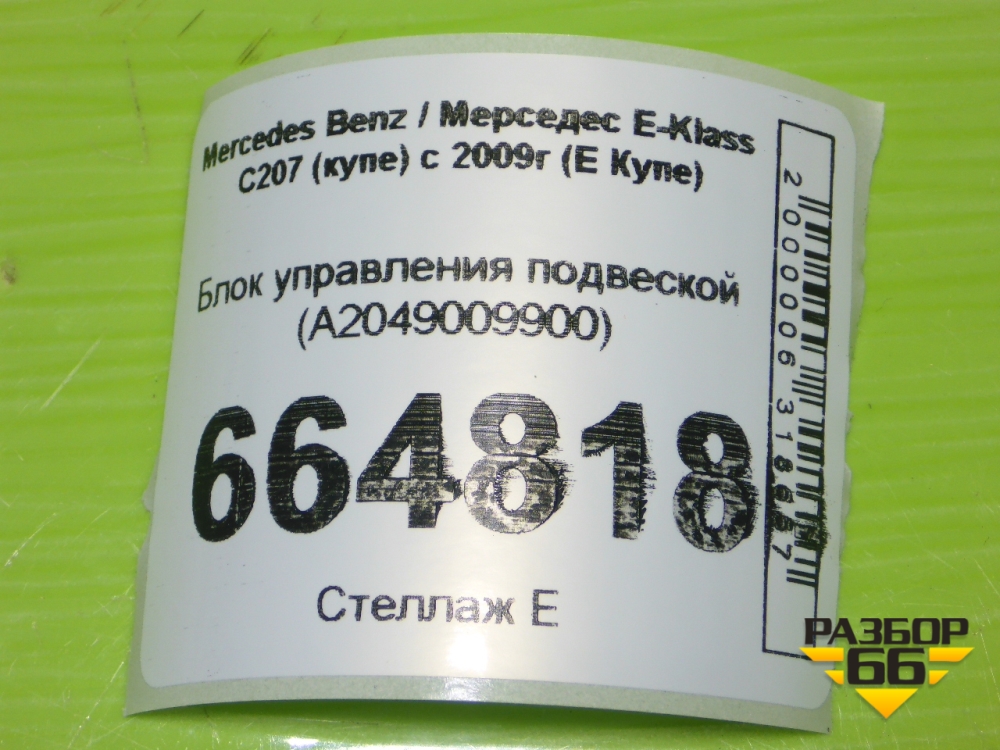 Mercedes Benz / Мерседес E-Klass
C207 (купе) с 2009г (Е Купе)
Блок управления подвеской
(A2049009900)
664818
Стеллаж Е
2000006318667
РАЗБОР
66